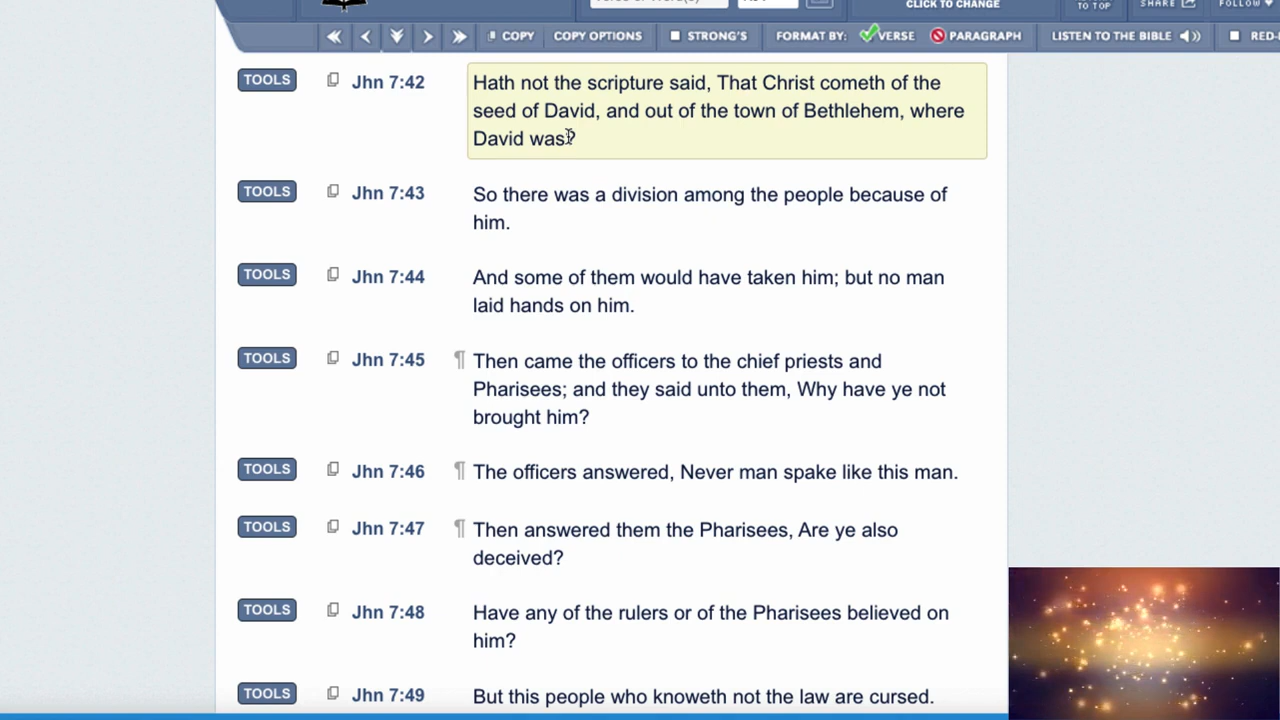 CLICK TO CHANGE
TO TOP
SHARE
FOLLOW
COPY COPY OPTIONS STRONG'S FORMAT BY: VERSE PARAGRAPH LISTEN TO THE BIBLE RED-
TOOLS Jhn 7:42 Hath not the scripture said, That Christ cometh of the
seed of David, and out of the town of Bethlehem, where
David was?
TOOLS Jhn 7:43 So there was a division among the people because of
him.
TOOLS Jhn 7:44 And some of them would have taken him; but no man
laid hands on him.
TOOLS Jhn 7:45 ¶ Then came the officers to the chief priests and
Pharisees; and they said unto them, Why have ye not
brought him?
TOOLS Jhn 7:46 ¶ The officers answered, Never man spake like this man.
TOOLS Jhn 7:47 ¶ Then answered them the Pharisees, Are ye also
deceived?
TOOLS Jhn 7:48 Have any of the rulers or of the Pharisees believed on
him?
TOOLS Jhn 7:49 But this people who knoweth not the law are cursed.